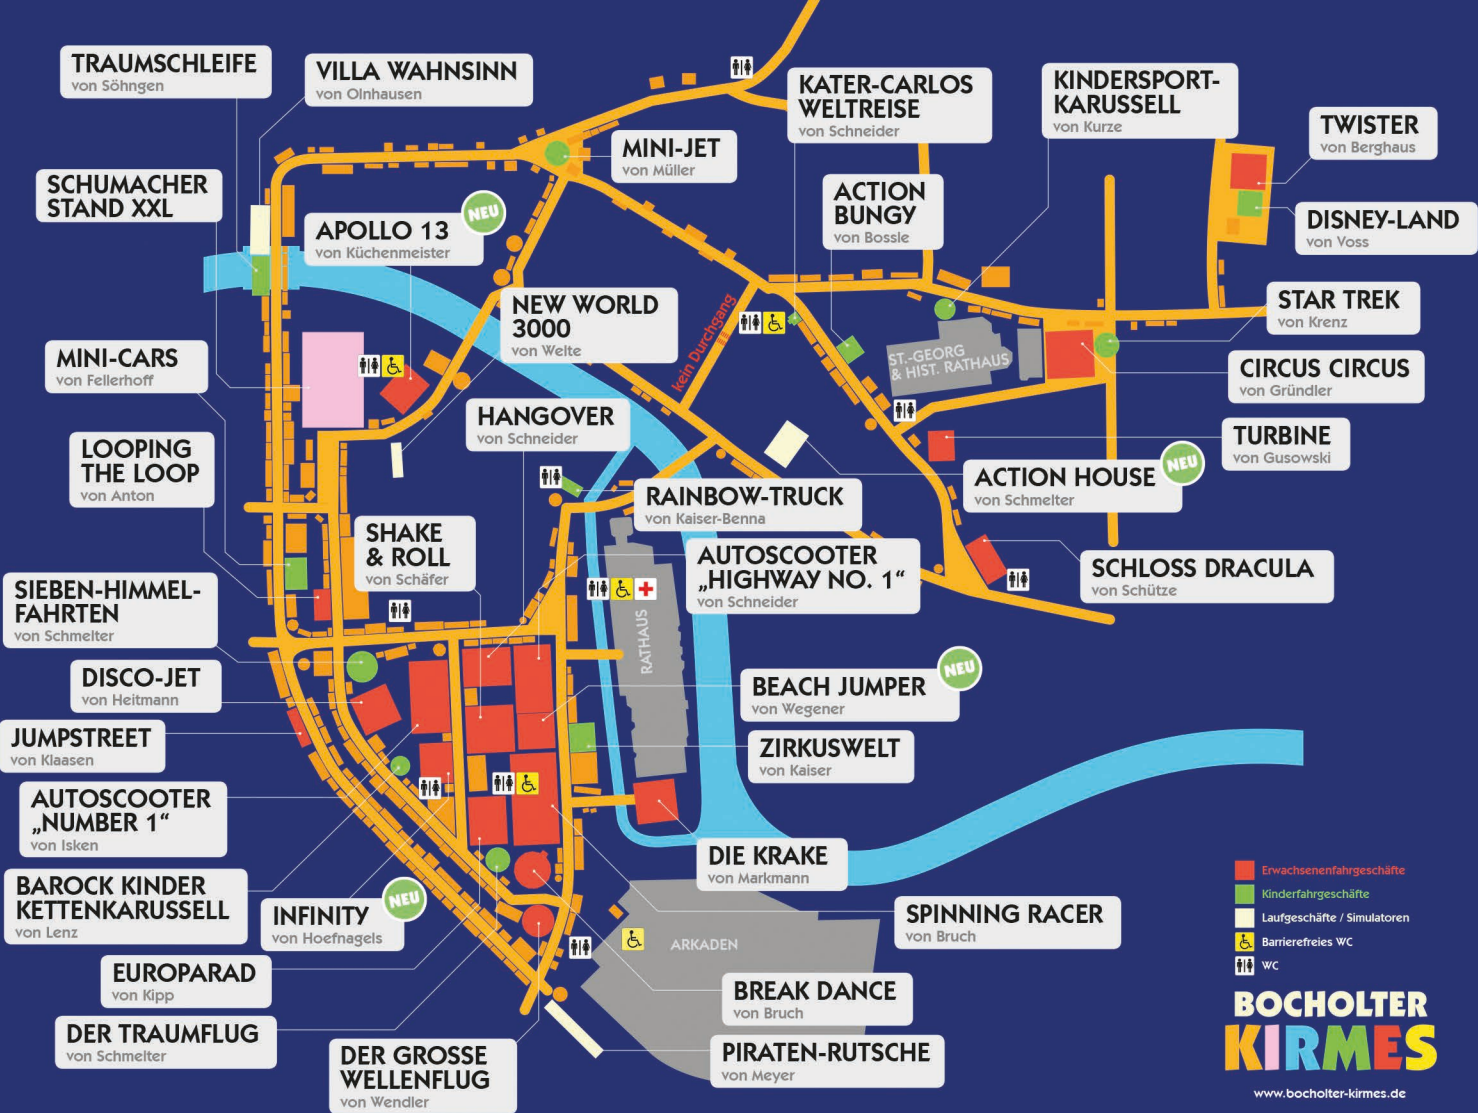 TRAUMSCHLEIFE
von Söhngen
VILLA WAHNSINN
von Olnhausen
KATER-CARLOS
WELTREISE
von Schneider
KINDERSPORT-
KARUSSELL
von Kurze
TWISTER
von Berghaus
MINI-JET
von Müller
SCHUMACHER
STAND XXL
APOLLO 13
von Küchenmeister
NEU
ACTION
BUNGY
von Bossle
DISNEY-LAND
von Voss
NEW WORLD
3000
von Welte
kein Durchgang
STAR TREK
von Krenz
MINI-CARS
von Fellerhoff
ST.-GEORG
& HIST. RATHAUS
CIRCUS CIRCUS
von Gründler
HANGOVER
von Schneider
TURBINE
von Gusowski
LOOPING
THE LOOP
von Anton
ACTION HOUSE
von Schmelter
NEU
RAINBOW-TRUCK
von Kaiser-Benna
SHAKE
& ROLL
von Schäfer
AUTOSCOOTER
„HIGHWAY NO. 1“
von Schneider
SCHLOSS DRACULA
von Schütze
SIEBEN-HIMMEL-
FAHRTEN
von Schmelter
RATHAUS
DISCO-JET
von Heitmann
BEACH JUMPER
von Wegener
NEU
JUMPSTREET
von Klaasen
ZIRKUSWELT
von Kaiser
AUTOSCOOTER
„NUMBER 1“
von Isken
DIE KRAKE
von Markmann
BAROCK KINDER
KETTENKARUSSELL
von Lenz
INFINITY
von Hoefnagels
NEU
SPINNING RACER
von Bruch
ARKADEN
EUROPARAD
von Kipp
BREAK DANCE
von Bruch
DER TRAUMFLUG
von Schmelter
DER GROSSE
WELLENFLUG
von Wendler
PIRATEN-RUTSCHE
von Meyer
Erwachsenenfahrgeschäfte
Kinderfahrgeschäfte
Laufgeschäfte / Simulatoren
Barrierefreies WC
WC
BOCHOLTER
KIRMES
www.bocholter-kirmes.de